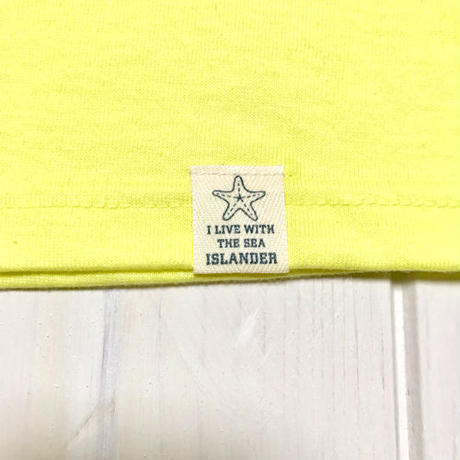 I LIVE WITH
THE SEA
ISLANDER